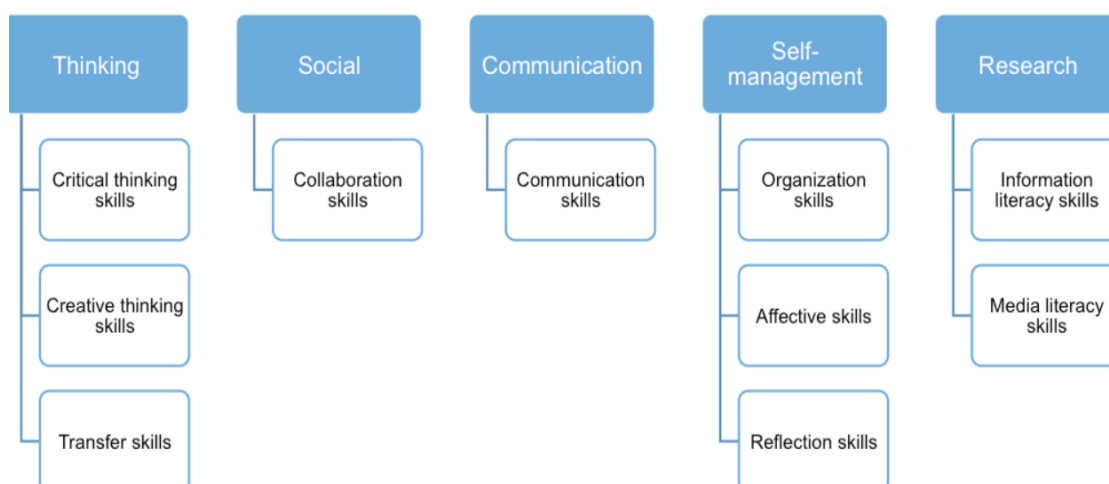 Thinking
Critical thinking
skills
Creative thinking
skills
Transfer skills
Social
Collaboration
skills
Communication
Communication
skills
Self-
management
Organization
skills
Affective skills
Reflection skills
Research
Information
literacy skills
Media literacy
skills